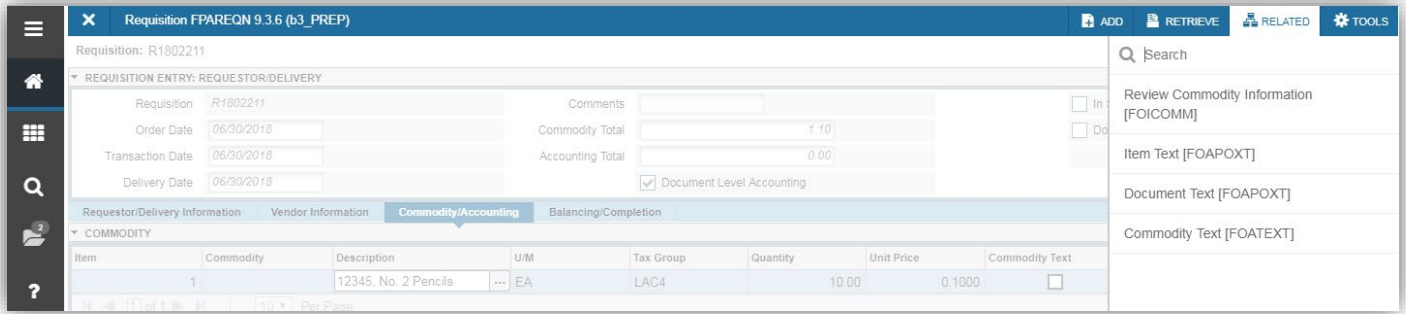 Requisition FPAREQN 9.3.6 (b3_PREP)
ADD
RETRIEVE
RELATED
TOOLS
Requisition: R1802211
Search
REQUISITION ENTRY: REQUESTOR/DELIVERY
Requisition R1802211 Comments In
Order Date 06/30/2018 Commodity Total 1.10 Do
Transaction Date 06/30/2018 Accounting Total 0.00
Delivery Date 06/30/2018 Document Level Accounting
Review Commodity Information
[FOICOMM]
Item Text [FOAPOXT]
Document Text [FOAPOXT]
Commodity Text [FOATEXT]
Requestor/Delivery Information Vendor Information Commodity/Accounting Balancing/Completion
COMMODITY
Item Commodity Description U/M Tax Group Quantity Unit Price Commodity Text
1 12345, No. 2 Pencils ... EA LAC4 10.00 0.1000
1 of 1 10 Per Page
2
?